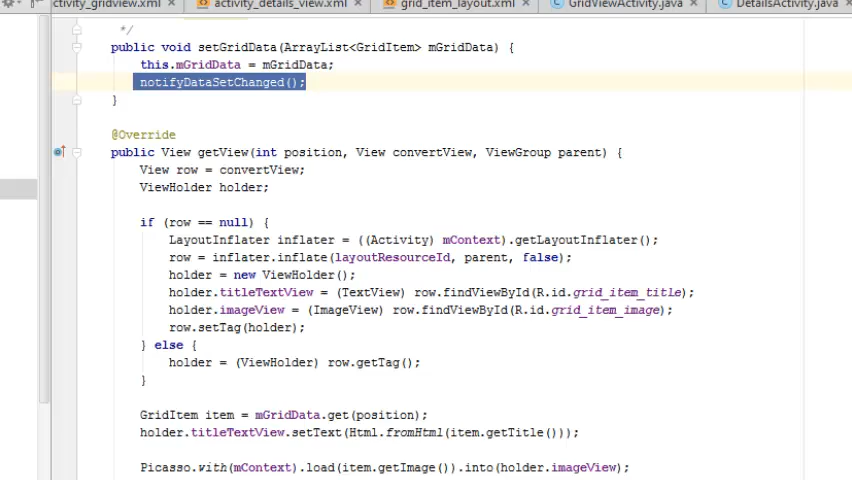 ctivity_gridview.xml activity_details_view.xml grid_item_layout.xml GridViewActivity.java DetailsActivity.java
*/
public void setGridData(ArrayList<GridItem> mGridData) {
this.mGridData = mGridData;
notifyDataSetChanged();
}
@Override
public View getView(int position, View convertView, ViewGroup parent) {
View row = convertView;
ViewHolder holder;
if (row == null) {
LayoutInflater inflater = ((Activity) mContext).getLayoutInflater();
row = inflater.inflate(layoutResourceId, parent, false);
holder = new ViewHolder();
holder.titleTextView = (TextView) row.findViewById(R.id.grid_item_title);
holder.imageView = (ImageView) row.findViewById(R.id.grid_item_image);
row.setTag(holder);
} else {
holder = (ViewHolder) row.getTag();
}
GridItem item = mGridData.get(position);
holder.titleTextView.setText(Html.fromHtml(item.getTitle()));
Picasso.with(mContext).load(item.getImage()).into(holder.imageView);